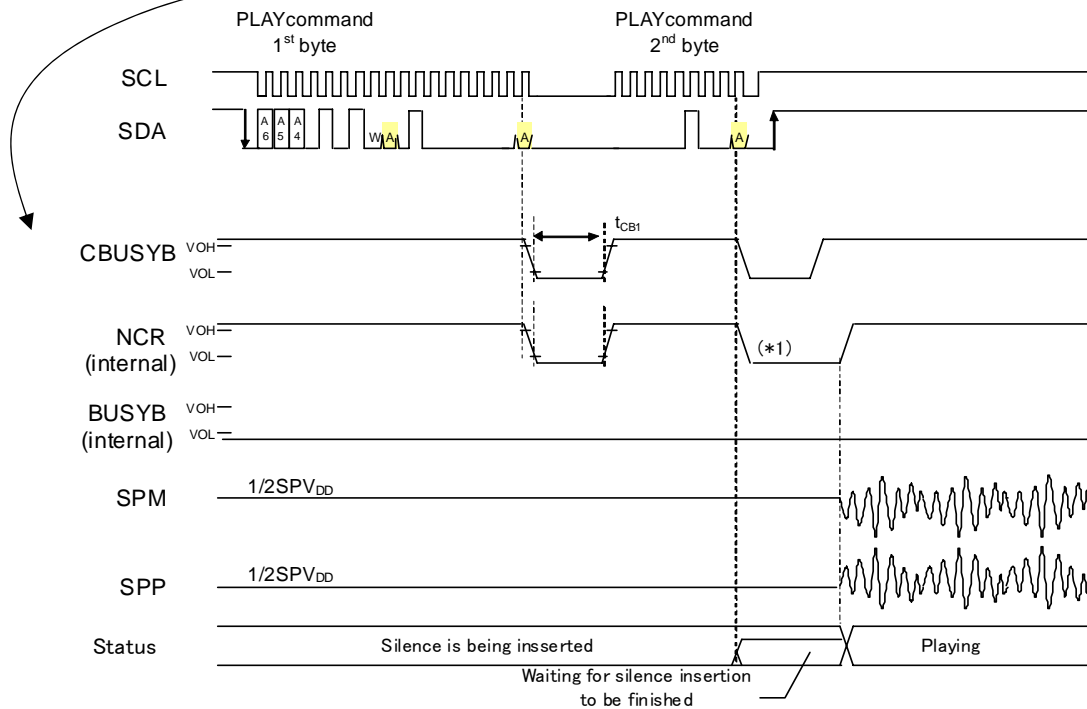 PLAYcommand
1st byte
PLAYcommand
2nd byte
SCL
SDA
A
6
A
5
A
4
W
A
A
A
CBUSYB
VOH
VOL
tCB1
NCR
(internal)
VOH
VOL
(*1)
BUSYB
(internal)
VOH
VOL
SPM
1/2SPVDD
SPP
1/2SPVDD
Status
Silence is being insserted
Playing
Waiting for silence insertion
to be finished